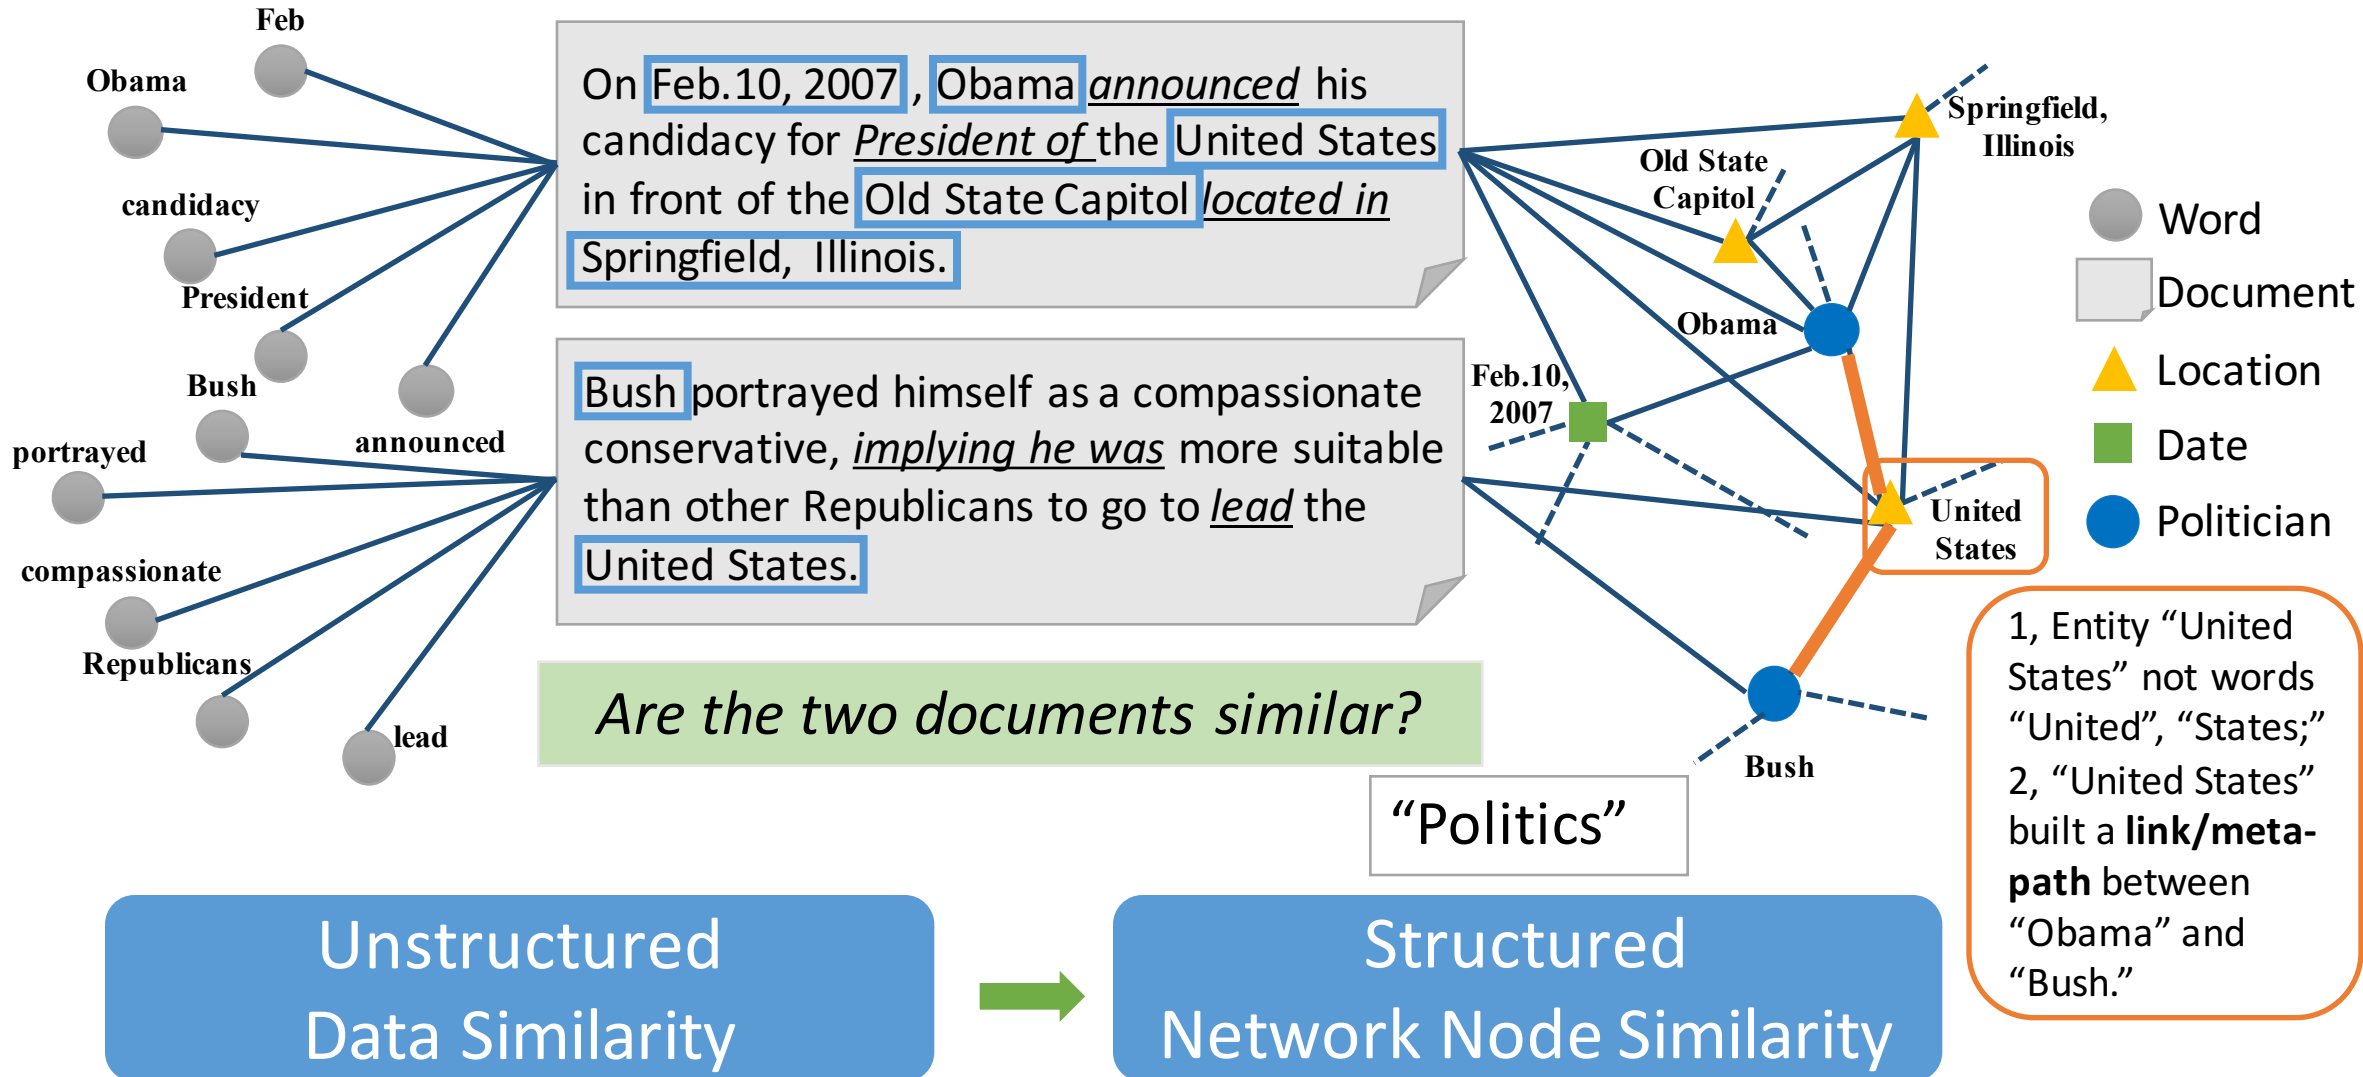 Feb
Obama
candidacy
President
announced
Bush
portrayed
compassionate
Republicans
lead
On Feb.10, 2007 , Obama announced his
candidacy for President of the United States
in front of the Old State Capitol located in
Springfield, Illinois.
Bush portrayed himself as a compassionate
conservative, implying he was more suitable
than other Republicans to go to lead the
United States.
Are the two documents similar?
"Politics"
Springfield,
Illinois
Old State
Capitol
Obama
Feb.10,
2007
United
States
Bush
Word
Document
Location
Date
Politician
1, Entity “United
States” not words
“United”, “States;”
2, “United States”
built a link/meta-
path between
“Obama” and
“Bush.”
Unstructured
Data Similarity
Structured
Network Node Similarity